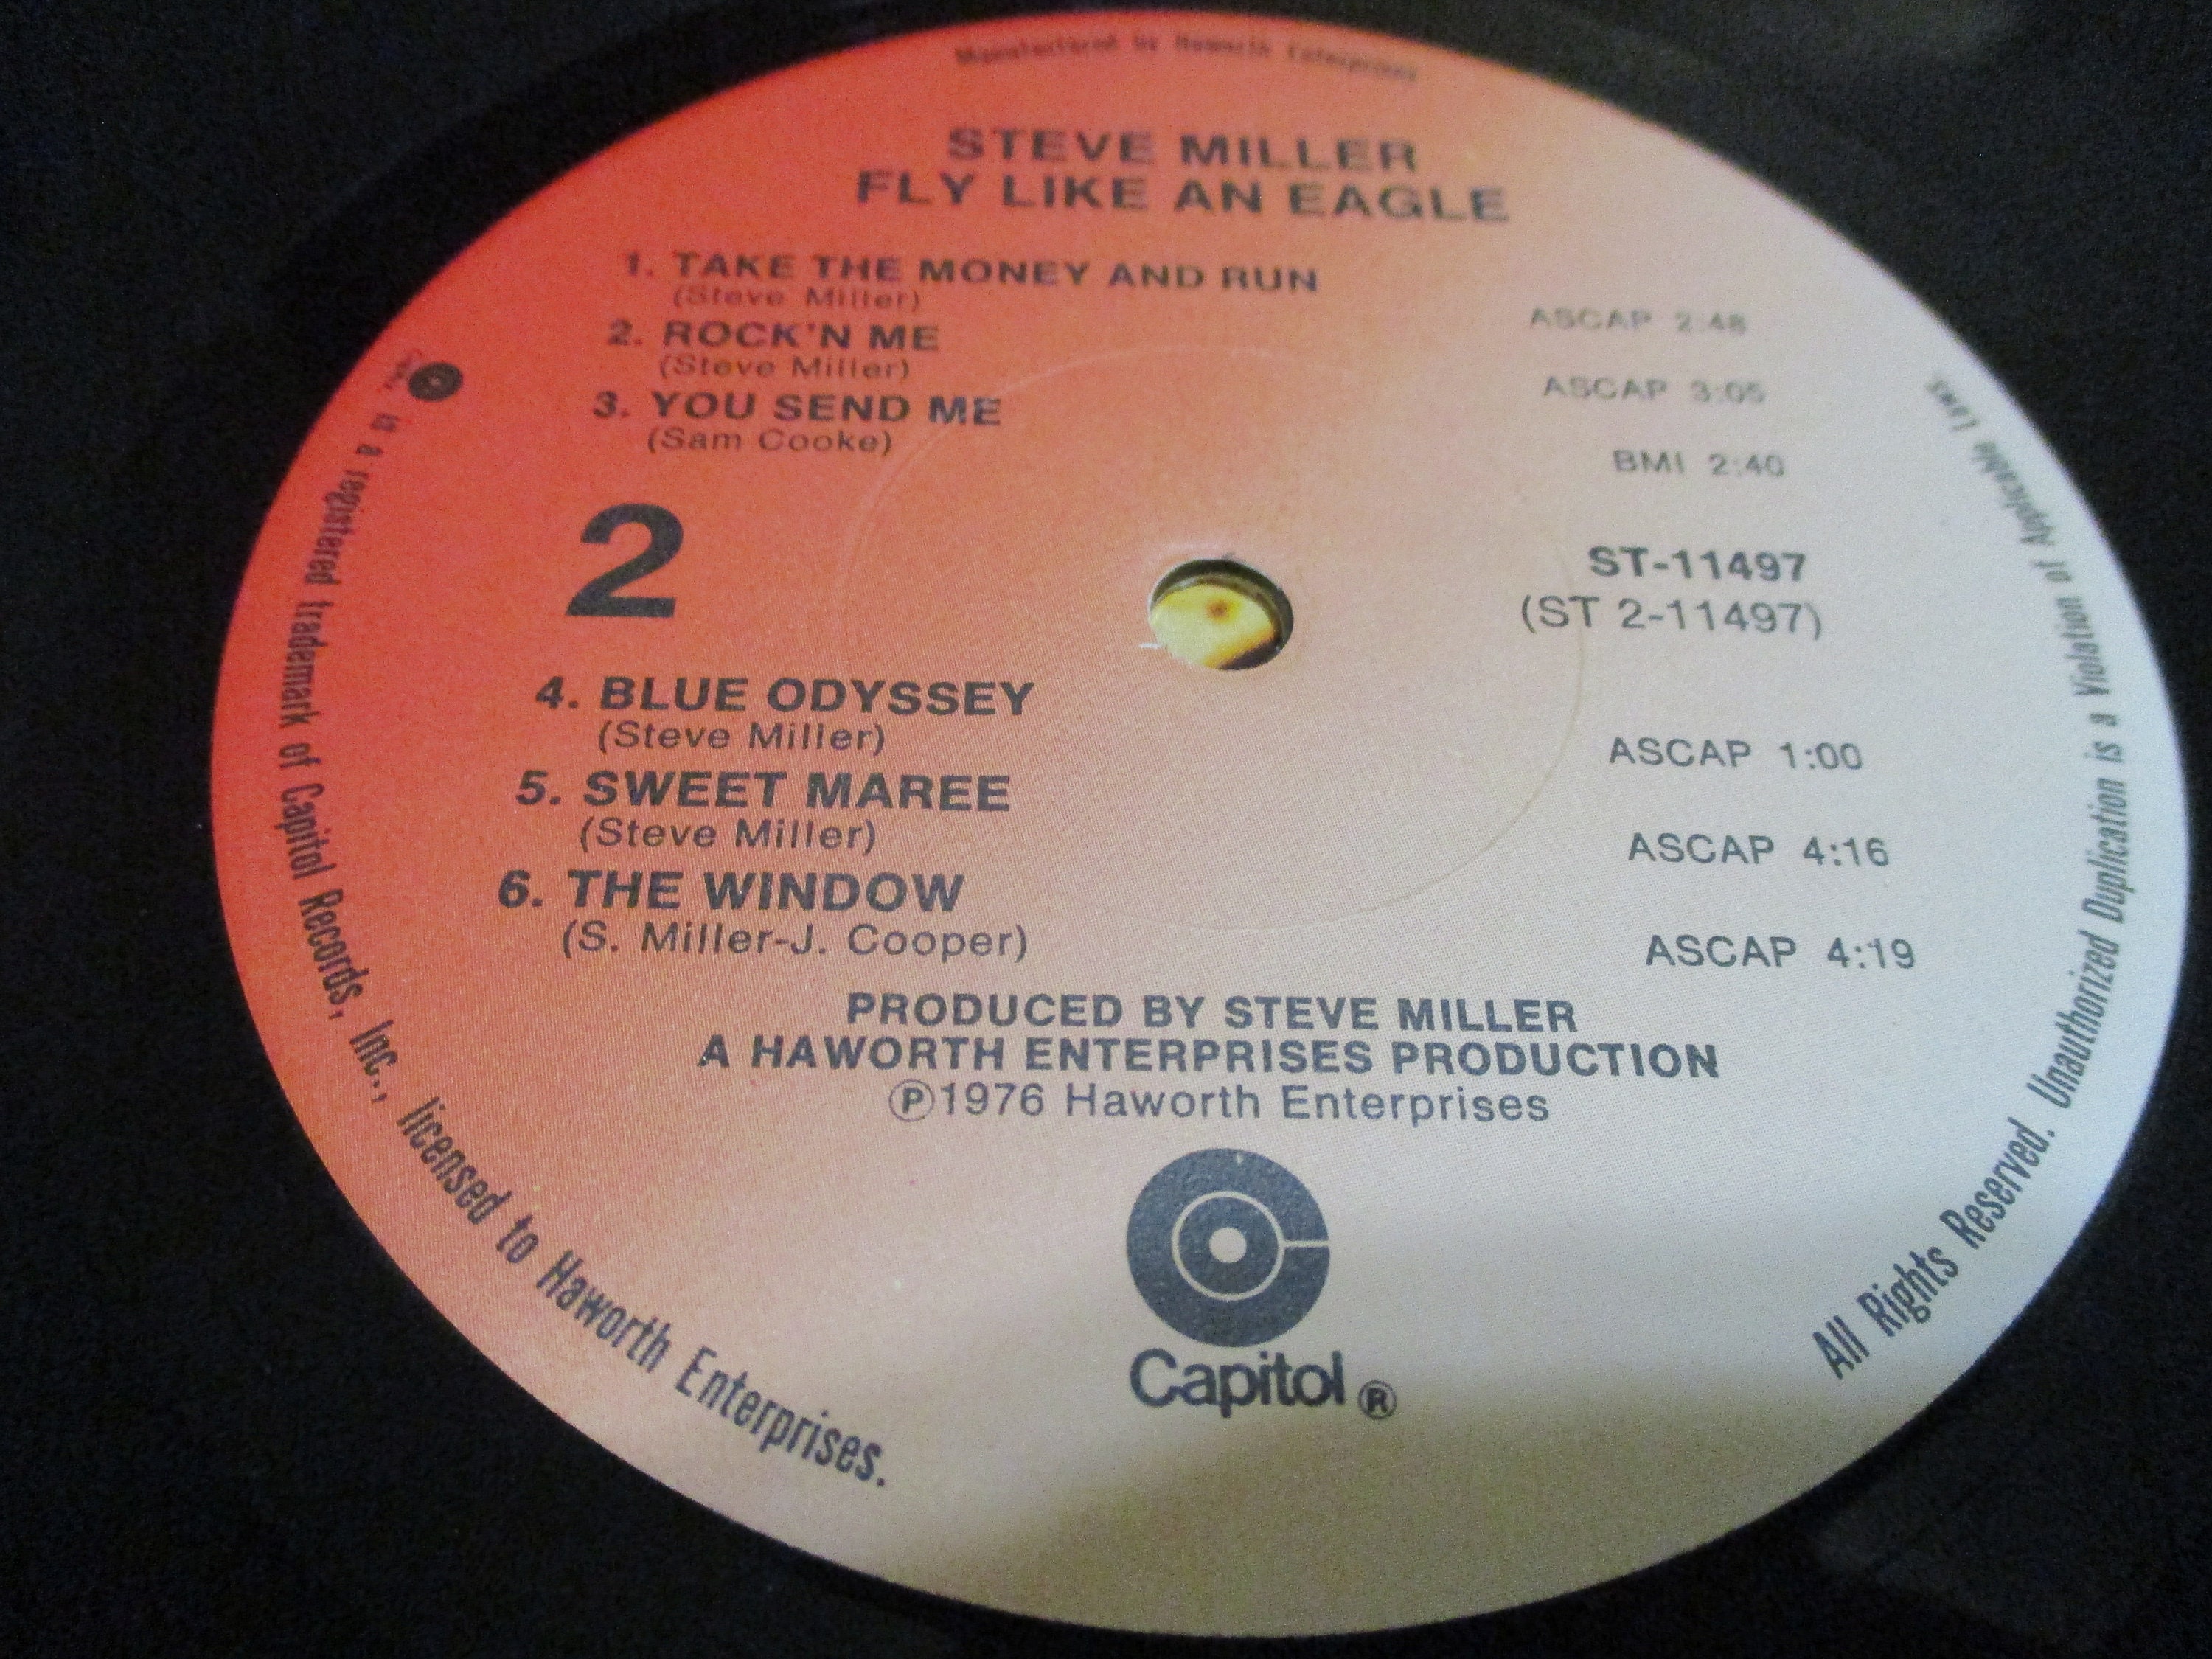 Manufactured by Haworth Enterprises
STEVE MILLER
FLY LIKE AN EAGLE
1. TAKE THE MONEY AND RUN
(Steve Miller)
ASCAP 2:48
2. ROCK'N ME
(Steve Miller)
ASCAP 3:05
3. YOU SEND ME
(Sam Cooke)
BMI 2:40
2
ST-11497
(ST 2-11497)
4. BLUE ODYSSEY
(Steve Miller)
ASCAP 1:00
5. SWEET MAREE
(Steve Miller)
ASCAP 4:16
6. THE WINDOW
(S. Miller-J. Cooper)
ASCAP 4:19
PRODUCED BY STEVE MILLER
A HAWORTH ENTERPRISES PRODUCTION
Ⓟ1976 Haworth Enterprises
Capitol ®
is a registered trademark of Capitol Records, Inc., licensed to Haworth Enterprises.
All Rights Reserved. Unauthorized Duplication is a Violation of Applicable Laws.